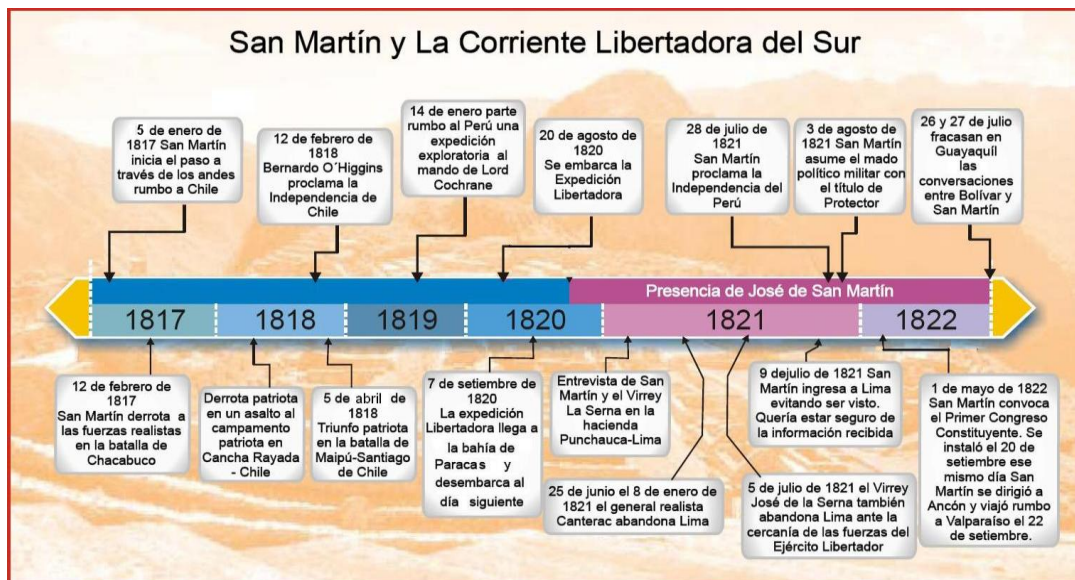 San Martín y La Corriente Libertadora del Sur
5 de enero de
1817 San Martín
inicia el paso a
través de los andes
rumbo a Chile
12 de febrero de
1818
Bernardo O´Higgins
proclama la
Independencia de
Chile
14 de enero parte
rumbo al Perú una
expedición
exploratoria al
mando de Lord
Cochrane
20 de agosto de
1820
Se embarca la
Expedición
Libertadora
28 de julio de
1821
San Martín
proclama la
Independencia del
Perú
3 de agosto de
1821 San Martín
asume el mado
político militar con
el título de
Protector
26 y 27 de julio
fracasan en
Guayaquíl
las
conversaciones
entre Bolívar y
San Martín
Presencia de José de San Martín
1817
1818
1819
1820
1821
1822
12 de febrero de
1817
San Martín derrota a
las fuerzas realistas
en la batalla de
Chacabuco
Derrota patriota
en un asalto al
campamento
patriota en
Cancha Rayada
- Chile
5 de abril de
1818
Triunfo patriota
en la batalla de
Maipú-Santiago
de Chile
7 de setiembre de
1820
La expedición
Libertadora llega a
la bahía de
Paracas y
desembarca al
día siguiente
Entrevista de San
Martín y el Virrey
La Serna en la
hacienda
Punchauca-Lima
25 de junio el 8 de enero de
1821 el general realista
Canterac abandona Lima
5 de julio de 1821 el Virrey
José de la Serna también
abandona Lima ante la
cercanía de las fuerzas del
Ejército Libertador
9 dejulio de 1821 San
Martín ingresa a Lima
evitando ser visto.
Quería estar seguro de
la información recibida
1 de mayo de 1822
San Martín convoca
el Primer Congreso
Constituyente. Se
instaló el 20 de
setiembre ese
mismo día San
Martín se dirigió a
Ancón y viajó rumbo
a Valparaíso el 22
de setiembre.